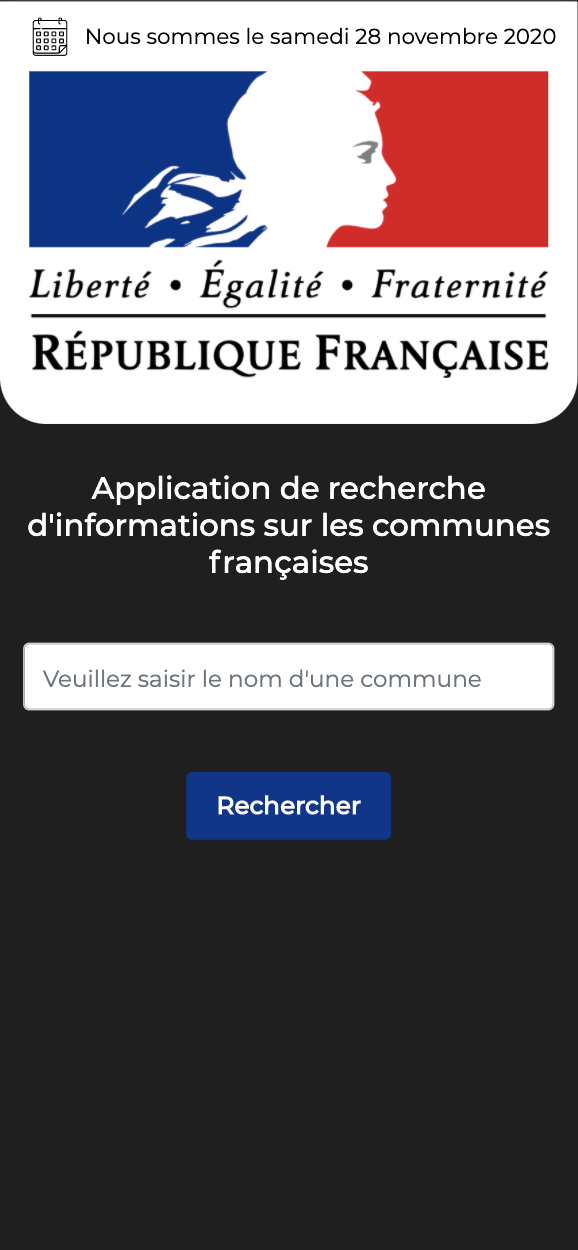 Nous sommes le samedi 28 novembre 2020
Liberté • Égalité • Fraternité
RÉPUBLIQUE FRANÇAISE
Application de recherche
d'informations sur les communes
françaises
Veuillez saisir le nom d'une commune
Rechercher